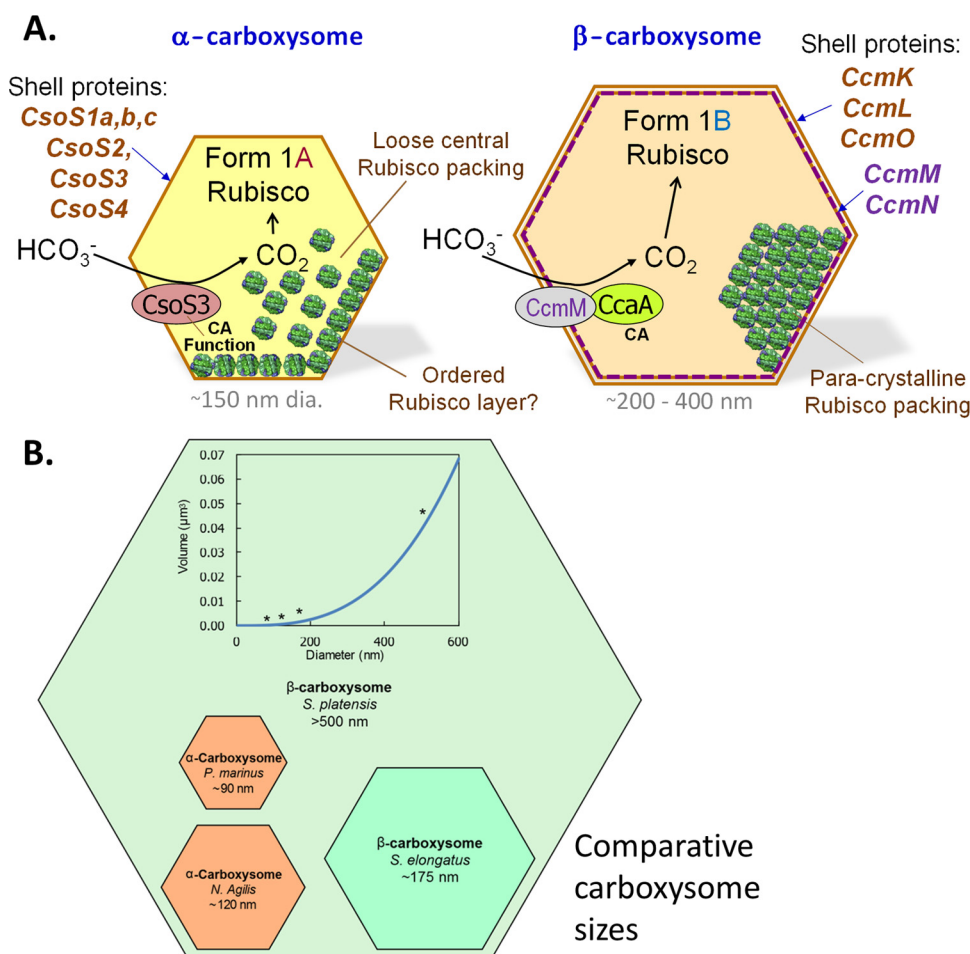 A.
α-carboxysome
Shell proteins:
CsoS1a,b,c
CsoS2,
CsoS3
CsoS4
Form 1A
Rubisco
Loose central
Rubisco packing
HCO₃⁻
CO₂
CsoS3
CA
Function
Ordered
Rubisco layer?
~150 nm dia.
β-carboxysome
Shell proteins:
CcmK
CcmL
CcmO
CcmM
CcmN
Form 1B
Rubisco
HCO₃⁻
CO₂
CcmM
CcaA
CA
Para-crystalline
Rubisco packing
~200 - 400 nm
B.
Volume (µm³)
0.07
0.06
0.05
0.04
0.03
0.02
0.01
0.00
* * * *
0 200 400 600
Diameter (nm)
β-carboxysome
S. platensis
>500 nm
α-Carboxysome
P. marinus
~90 nm
α-Carboxysome
N. Agilis
~120 nm
β-carboxysome
S. elongatus
~175 nm
Comparative
carboxysome
sizes